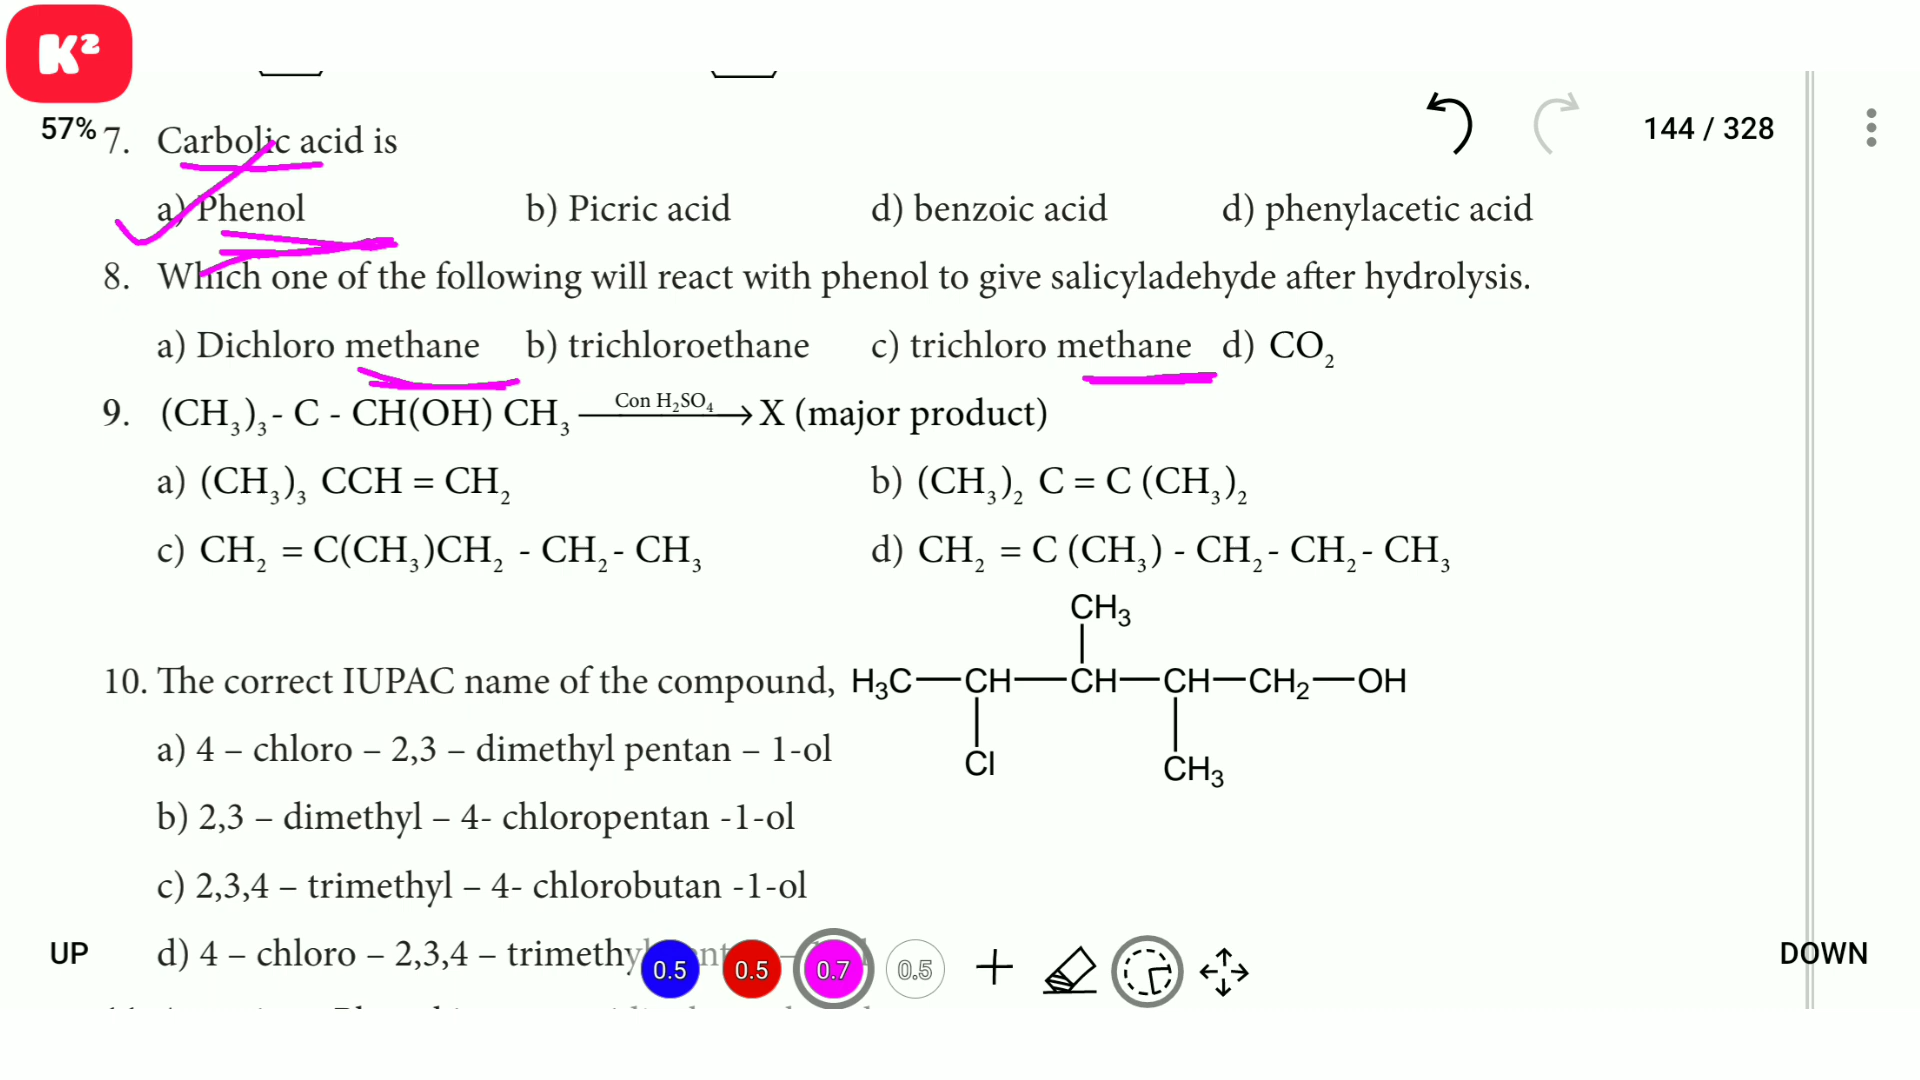 K²
57%
144 / 328
7. Carbolic acid is
a) Phenol b) Picric acid d) benzoic acid d) phenylacetic acid
8. Which one of the following will react with phenol to give salicyladehyde after hydrolysis.
a) Dichloro methane b) trichloroethane c) trichloro methane d) CO₂
9. (CH₃)₃- C - CH(OH) CH₃ Con H₂SO₄ → X (major product)
a) (CH₃)₃ CCH = CH₂ b) (CH₃)₂ C = C (CH₃)₂
c) CH₂ = C(CH₃)CH₂ - CH₂- CH₃ d) CH₂ = C (CH₃) - CH₂- CH₂- CH₃
CH₃
10. The correct IUPAC name of the compound, H₃C—CH—CH—CH—CH₂—OH
Cl CH₃
a) 4 – chloro – 2,3 – dimethyl pentan – 1-ol
b) 2,3 – dimethyl – 4- chloropentan -1-ol
c) 2,3,4 – trimethyl – 4- chlorobutan -1-ol
d) 4 – chloro – 2,3,4 – trimethyl
UP
0.5 0.5 0.7 0.5
DOWN